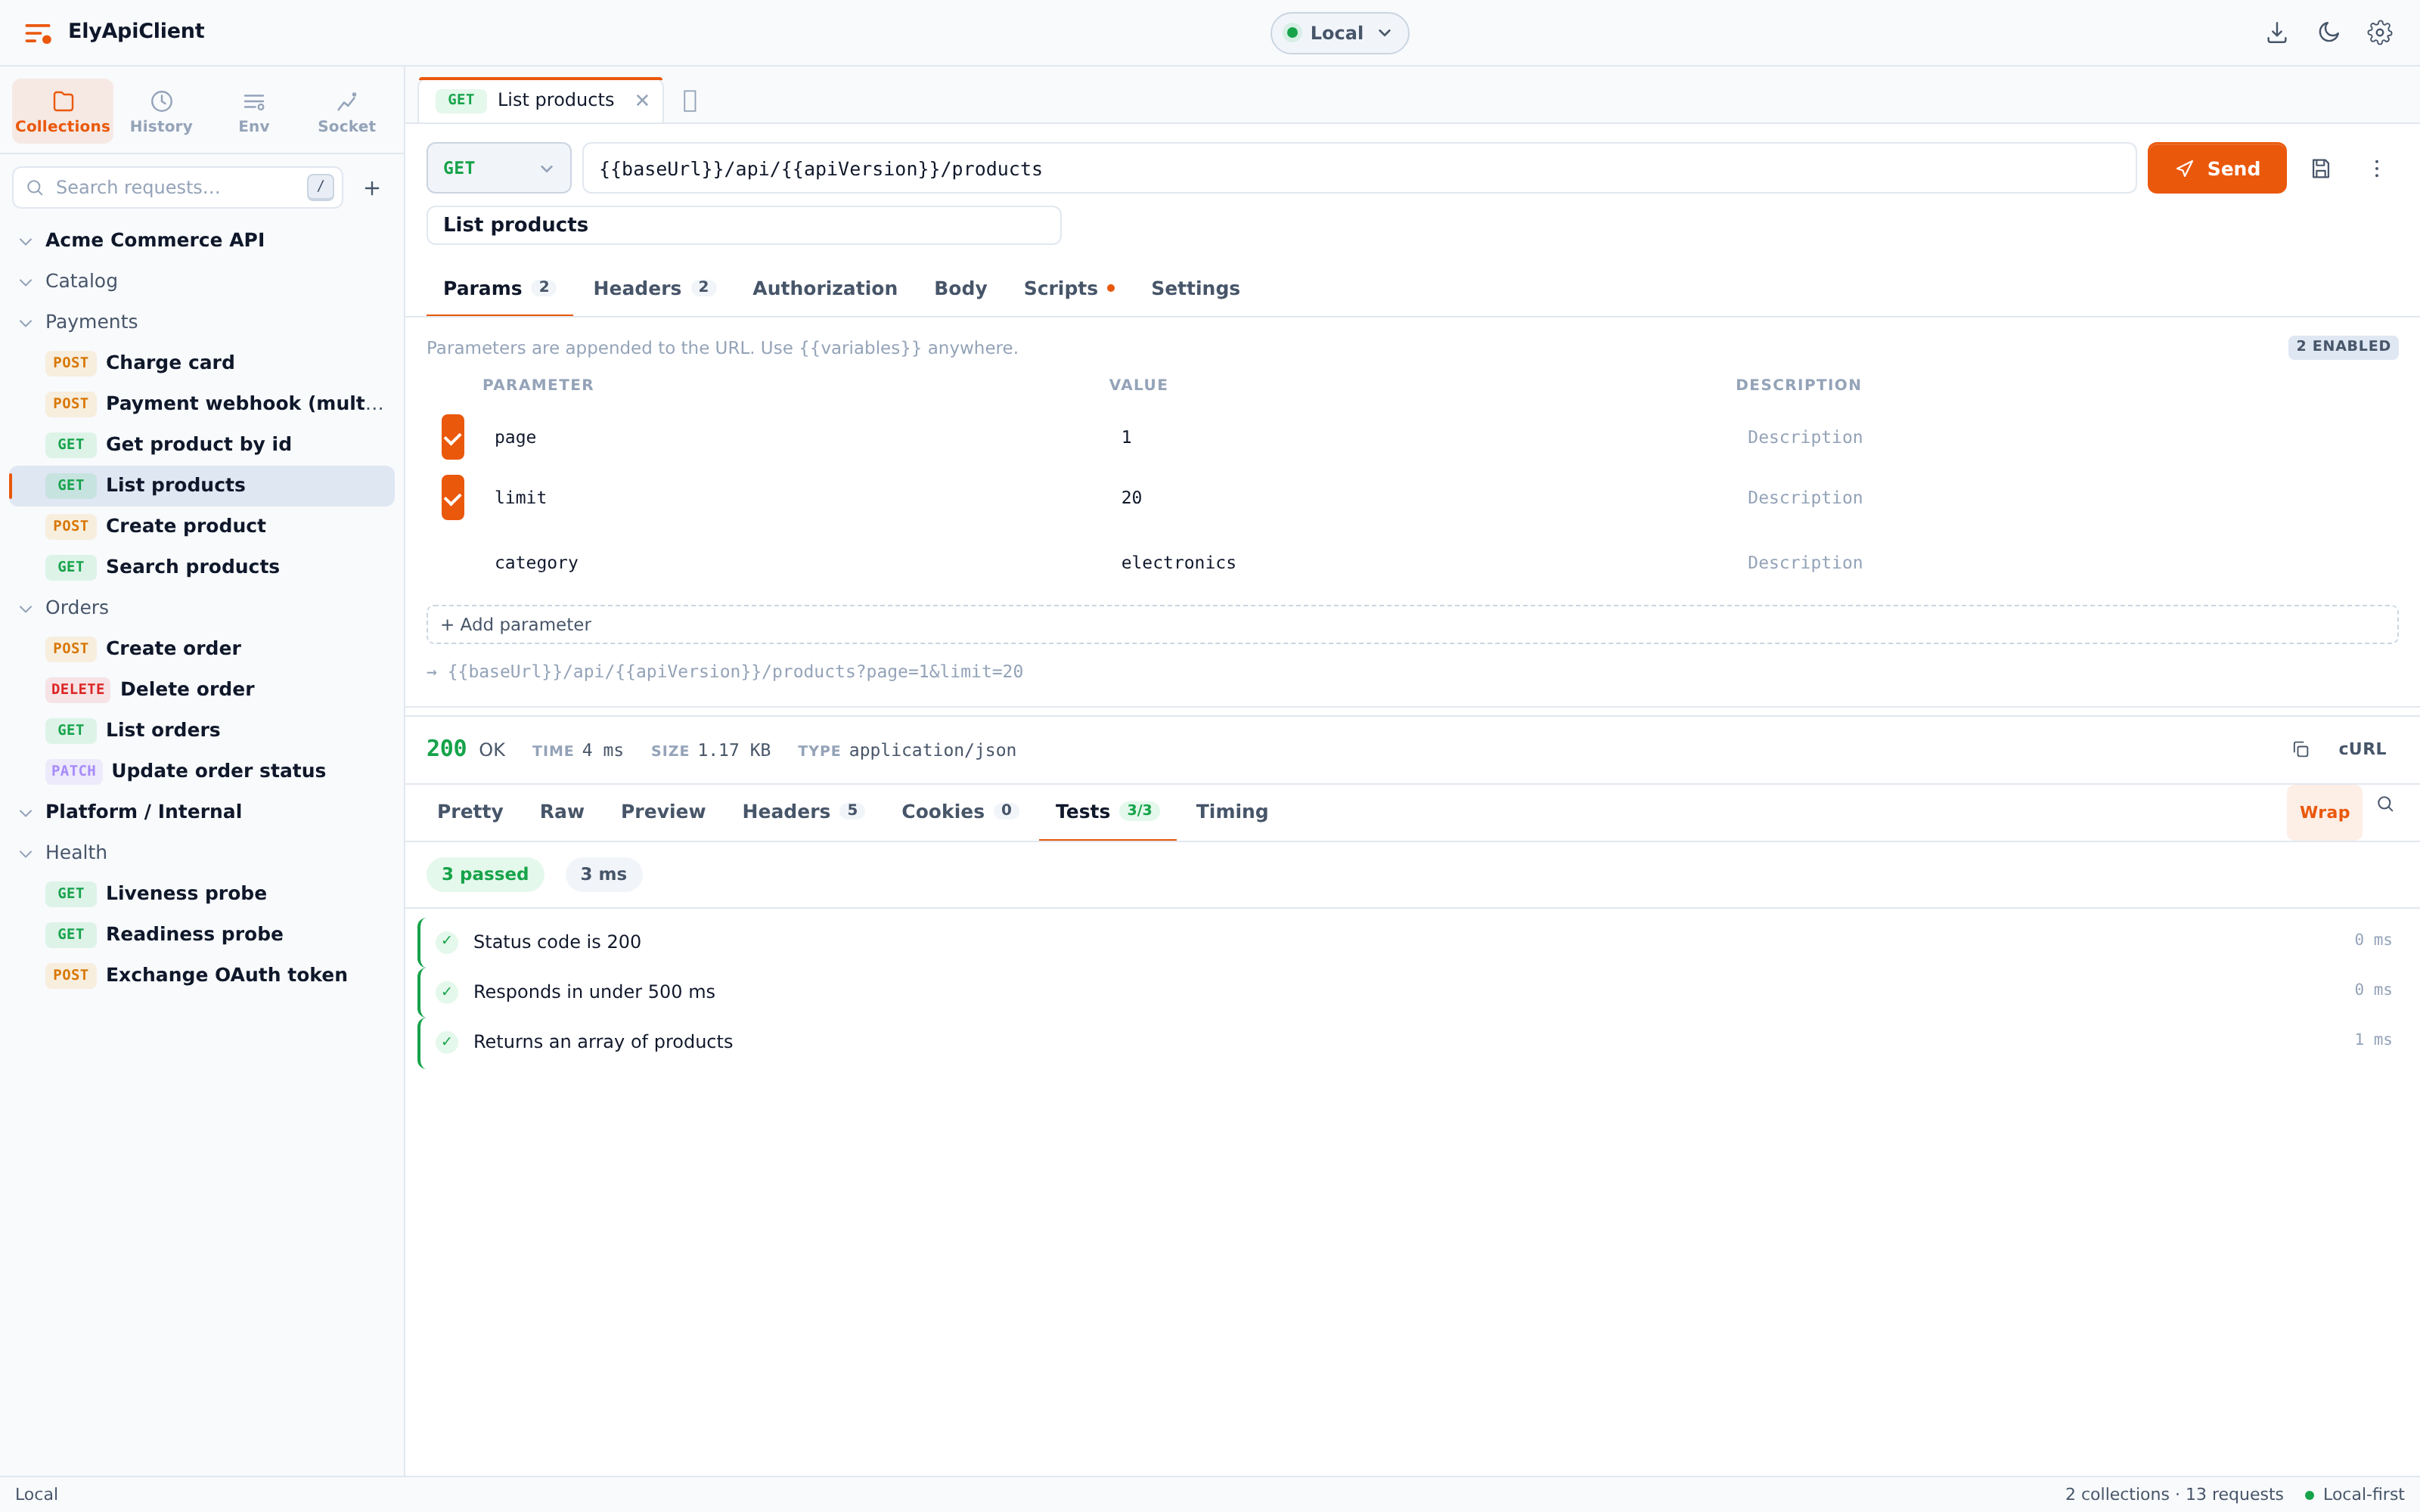 ElyApiClient
Local
Collections
History
Env
Socket
Search requests...
/
+
Acme Commerce API
Catalog
Payments
POST Charge card
POST Payment webhook (mult...
GET Get product by id
GET List products
POST Create product
GET Search products
Orders
POST Create order
DELETE Delete order
GET List orders
PATCH Update order status
Platform / Internal
Health
GET Liveness probe
GET Readiness probe
POST Exchange OAuth token
GET List products ×
GET
{{baseUrl}}/api/{{apiVersion}}/products
Send
List products
Params 2 Headers 2 Authorization Body Scripts • Settings
Parameters are appended to the URL. Use {{variables}} anywhere.
2 ENABLED
PARAMETER VALUE DESCRIPTION
page 1 Description
limit 20 Description
category electronics Description
+ Add parameter
→ {{baseUrl}}/api/{{apiVersion}}/products?page=1&limit=20
200 OK TIME 4 ms SIZE 1.17 KB TYPE application/json
cURL
Pretty Raw Preview Headers 5 Cookies 0 Tests 3/3 Timing
Wrap
3 passed 3 ms
✓ Status code is 200 0 ms
✓ Responds in under 500 ms 0 ms
✓ Returns an array of products 1 ms
Local
2 collections · 13 requests
Local-first